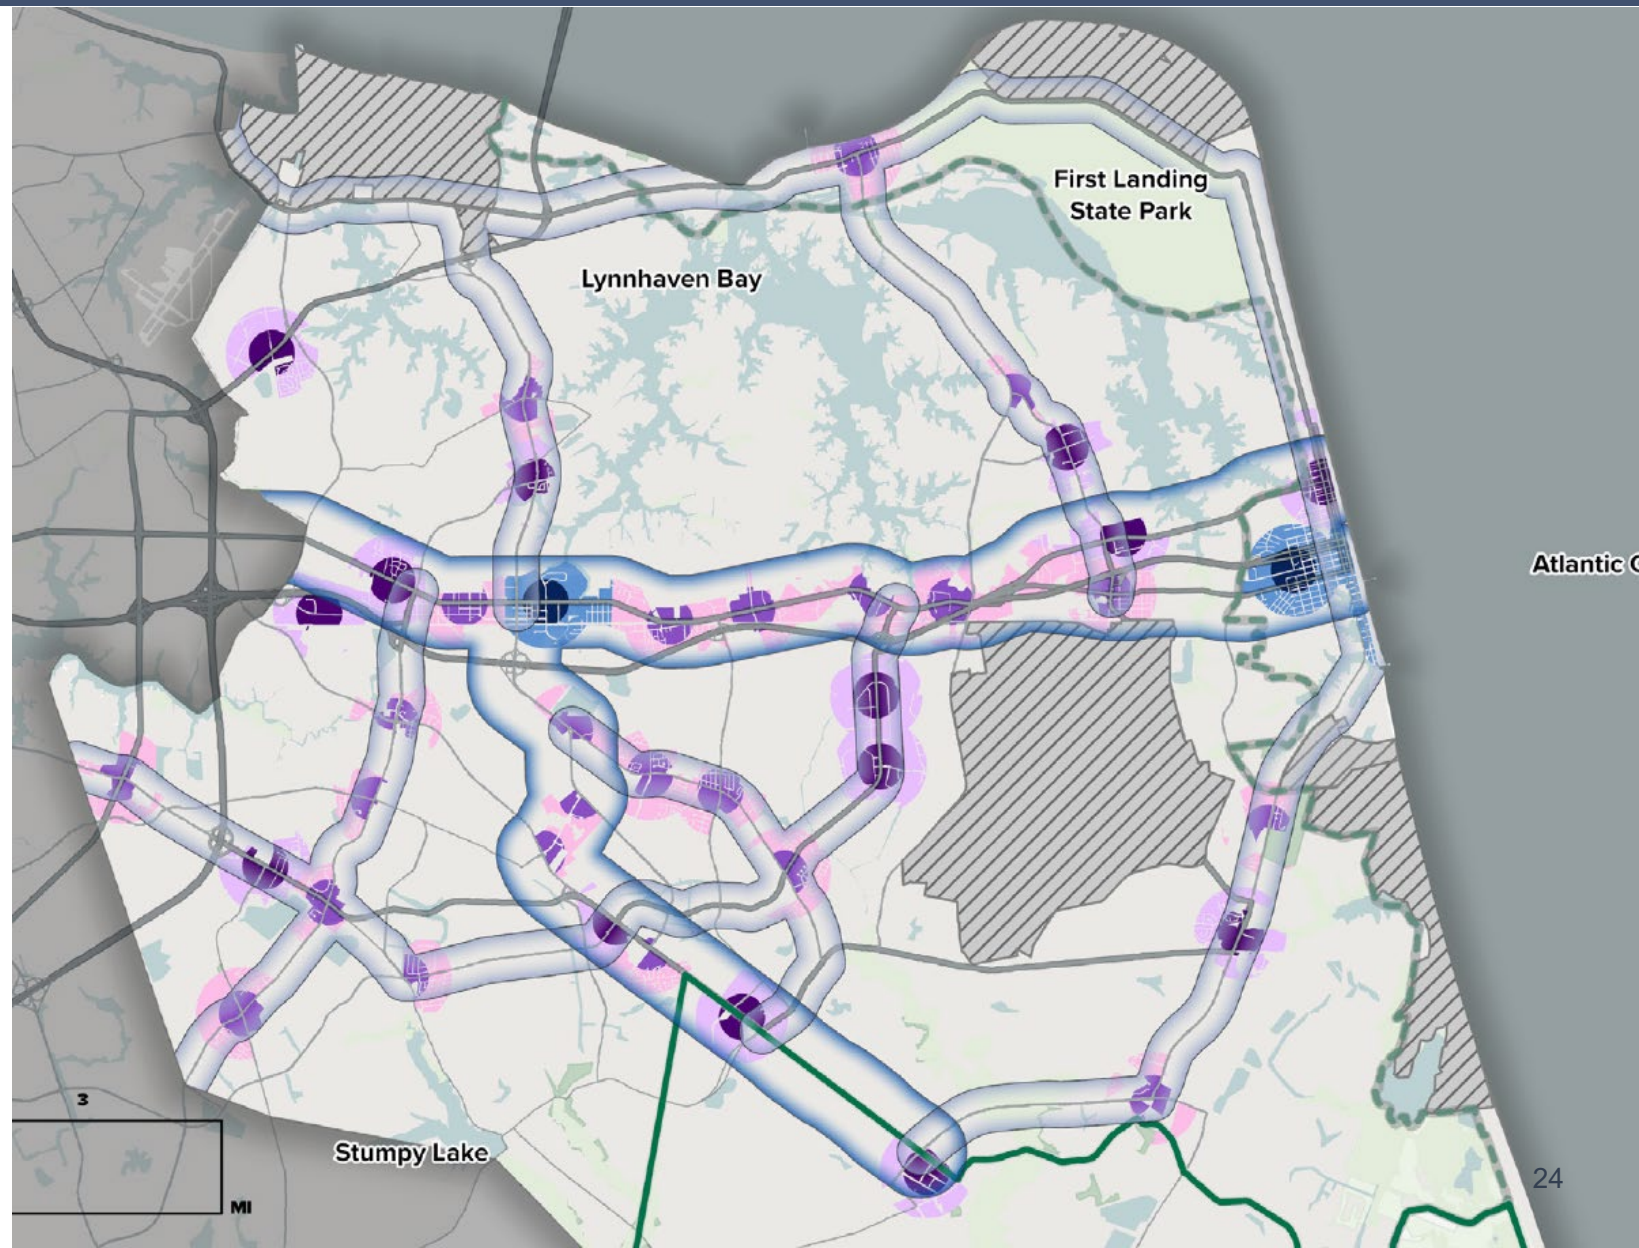 First Landing
State Park
Lynnhaven Bay
Atlantic
3
MI
Stumpy Lake
24